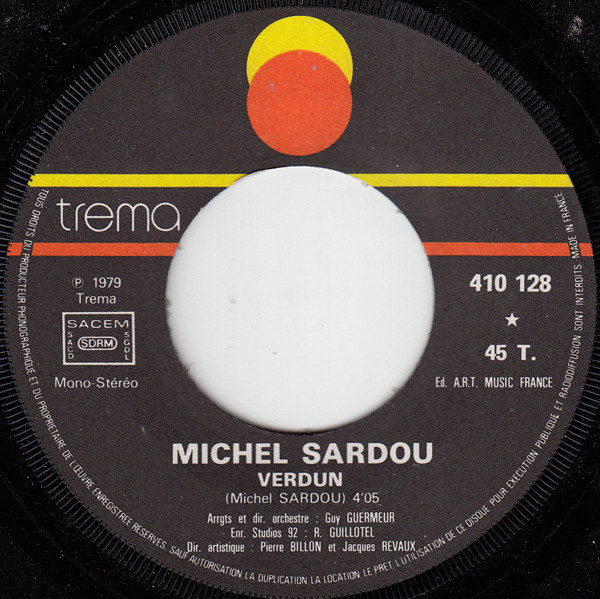 trema
℗ 1979
Trema
SACEM
SACD
SDRM
SGDL
Mono-Stéréo
410 128
★
45 T.
Ed. A.R.T. MUSIC FRANCE
MICHEL SARDOU
VERDUN
(Michel SARDOU) 4'05
Arrgts et dir. orchestre : Guy GUERMEUR
Enr. Studios 92 : R. GUILLOTEL
Dir. artistique : Pierre BILLON et Jacques REVAUX
TOUS DROITS DU PRODUCTEUR PHONOGRAPHIQUE ET DU PROPRIETAIRE DE L'ŒUVRE ENREGISTREE RESERVES. SAUF AUTORISATION LA DUPLICATION LA LOCATION LE PRET, L'UTILISATION DE CE DISQUE POUR EXECUTION PUBLIQUE ET RADIODIFFUSION SONT INTERDITS. MADE IN FRANCE.